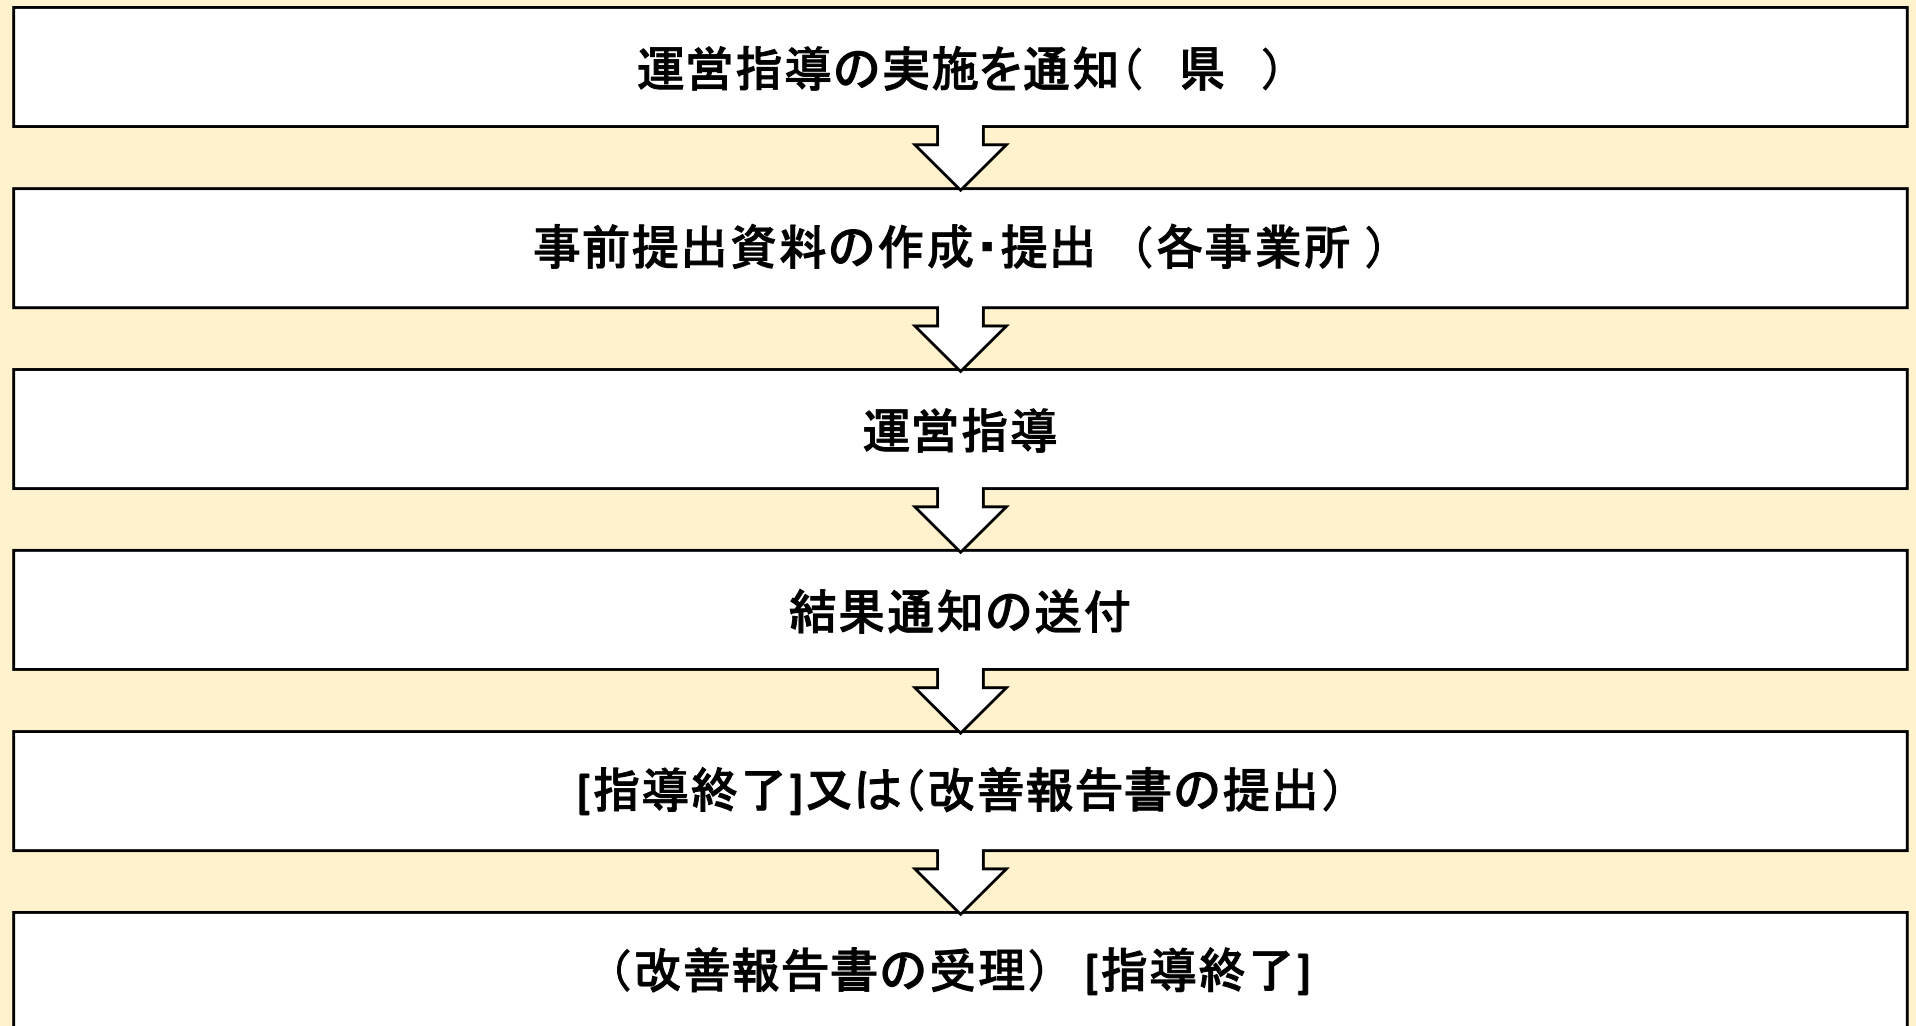 運営指導の実施を通知（　県　）
事前提出資料の作成・提出　（各事業所 ）
運営指導
結果通知の送付
[指導終了]又は（改善報告書の提出）
（改善報告書の受理）　[指導終了]